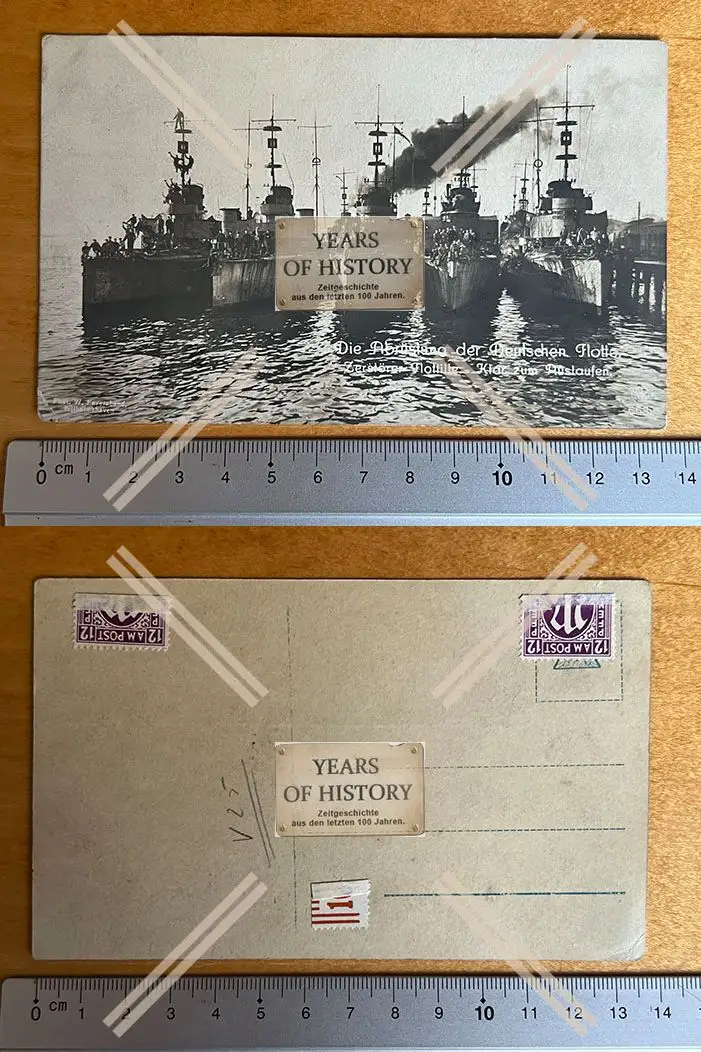 YEARS
OF HISTORY
Zeitgeschichte
aus den letzten 100 Jahren.
Die Abrüstung der Deutschen Flotte.
Zerstörer Flottille Klar zum Auslaufen.
0 cm 1 2 3 4 5 6 7 8 9 10 11 12 13 14
12 AM POST 12
12 AM POST 12
YEARS
OF HISTORY
Zeitgeschichte
aus den letzten 100 Jahren.
V 25
1
0 cm 1 2 3 4 5 6 7 8 9 10 11 12 13 14